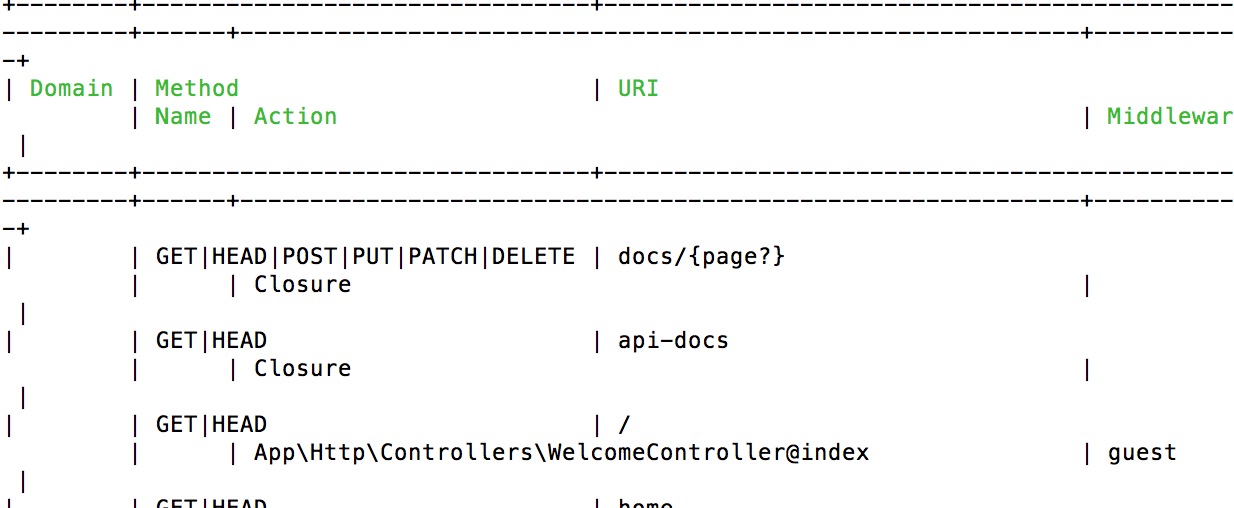 +--------+--------------------------------+---------------------------------------------
---------+------+------------------------------------------------------------+----------
-+
| Domain | Method                         | URI
         | Name | Action                                                     | Middlewar
 |
+--------+--------------------------------+---------------------------------------------
---------+------+------------------------------------------------------------+----------
-+
|        | GET|HEAD|POST|PUT|PATCH|DELETE | docs/{page?}
         |      | Closure                                                    |
 |
|        | GET|HEAD                       | api-docs
         |      | Closure                                                    |
 |
|        | GET|HEAD                       | /
         |      | App\Http\Controllers\WelcomeController@index               | guest
 |
|        | GET|HEAD                       | home